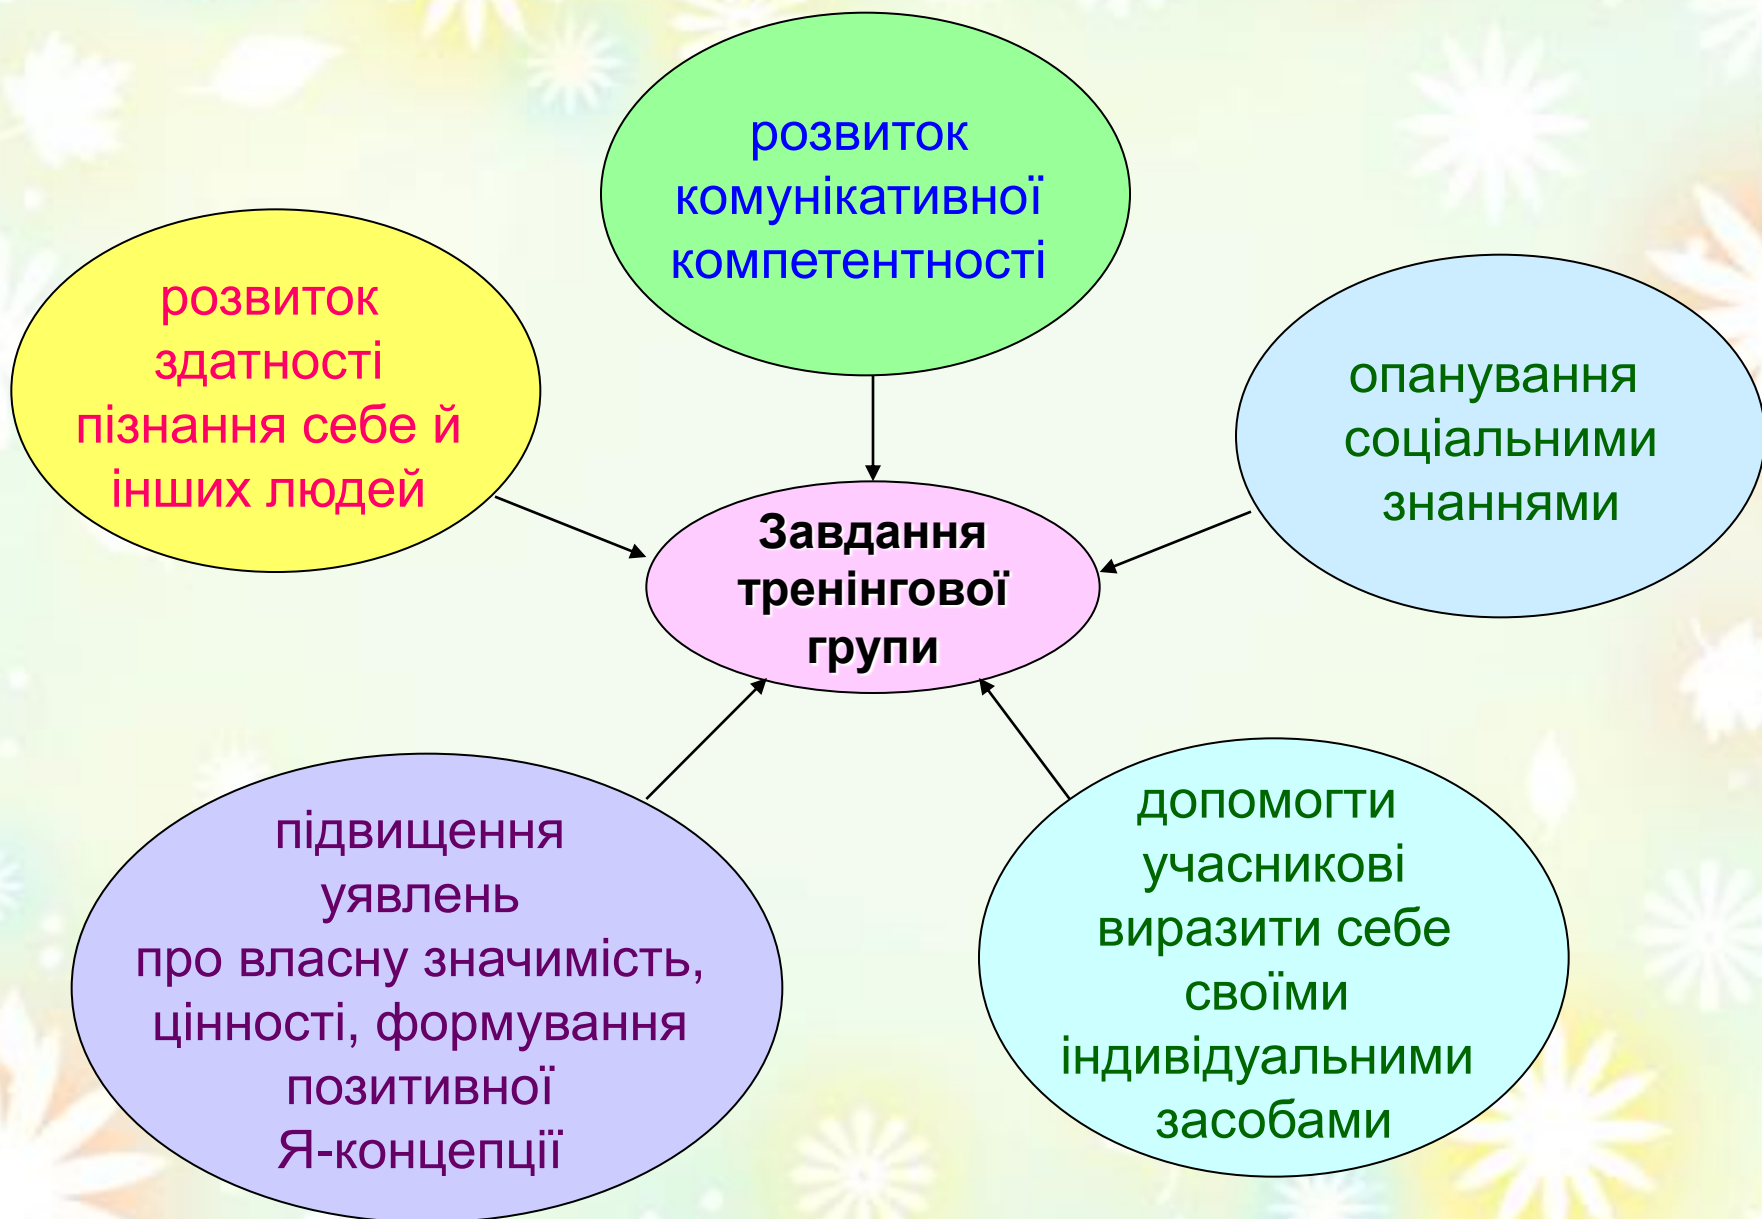 розвиток
комунікативної
компетентності
розвиток
здатності
пізнання себе й
інших людей
опанування
соціальними
знаннями
Завдання
тренінгової
групи
підвищення
уявлень
про власну значимість,
цінності, формування
позитивної
Я-концепції
допомогти
учасникові
виразити себе
своїми
індивідуальними
засобами